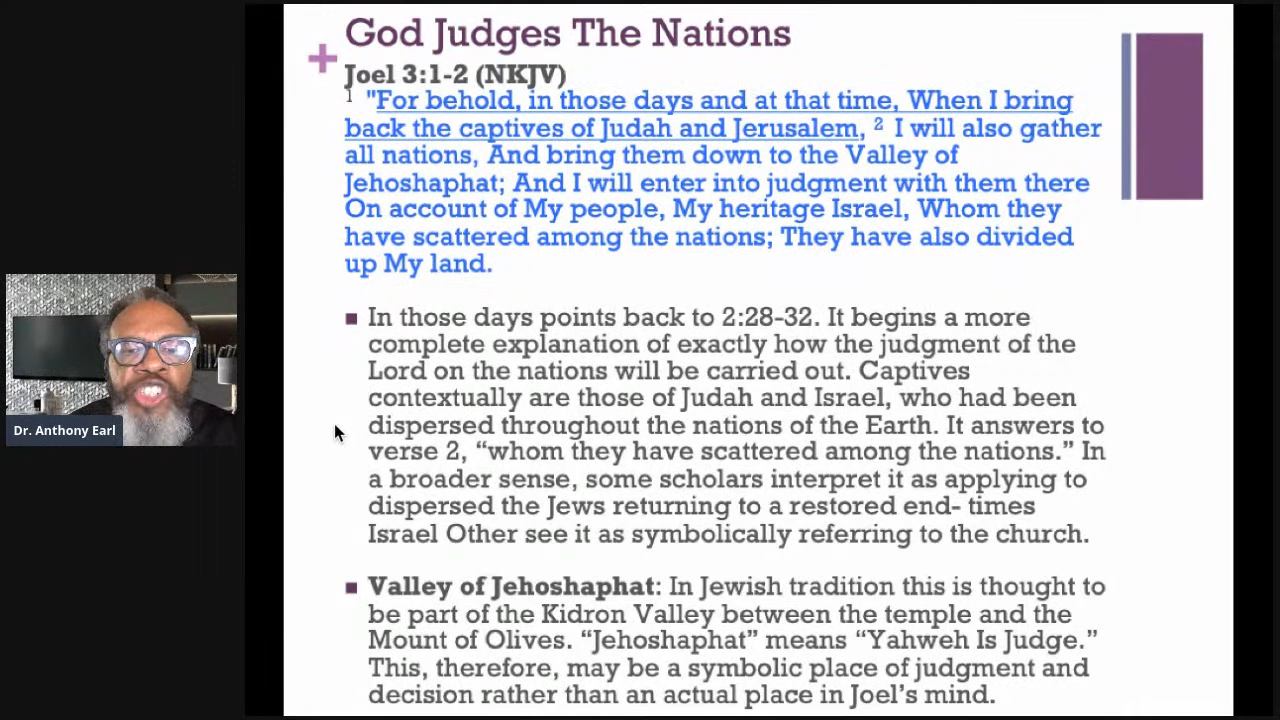 God Judges The Nations
+
Joel 3:1-2 (NKJV)
1 "For behold, in those days and at that time, When I bring
back the captives of Judah and Jerusalem, 2 I will also gather
all nations, And bring them down to the Valley of
Jehoshaphat; And I will enter into judgment with them there
On account of My people, My heritage Israel, Whom they
have scattered among the nations; They have also divided
up My land.
In those days points back to 2:28-32. It begins a more
complete explanation of exactly how the judgment of the
Lord on the nations will be carried out. Captives
contextually are those of Judah and Israel, who had been
dispersed throughout the nations of the Earth. It answers to
verse 2, “whom they have scattered among the nations.” In
a broader sense, some scholars interpret it as applying to
dispersed the Jews returning to a restored end- times
Israel Other see it as symbolically referring to the church.
Valley of Jehoshaphat: In Jewish tradition this is thought to
be part of the Kidron Valley between the temple and the
Mount of Olives. “Jehoshaphat” means “Yahweh Is Judge.”
This, therefore, may be a symbolic place of judgment and
decision rather than an actual place in Joel’s mind.
Dr. Anthony Earl